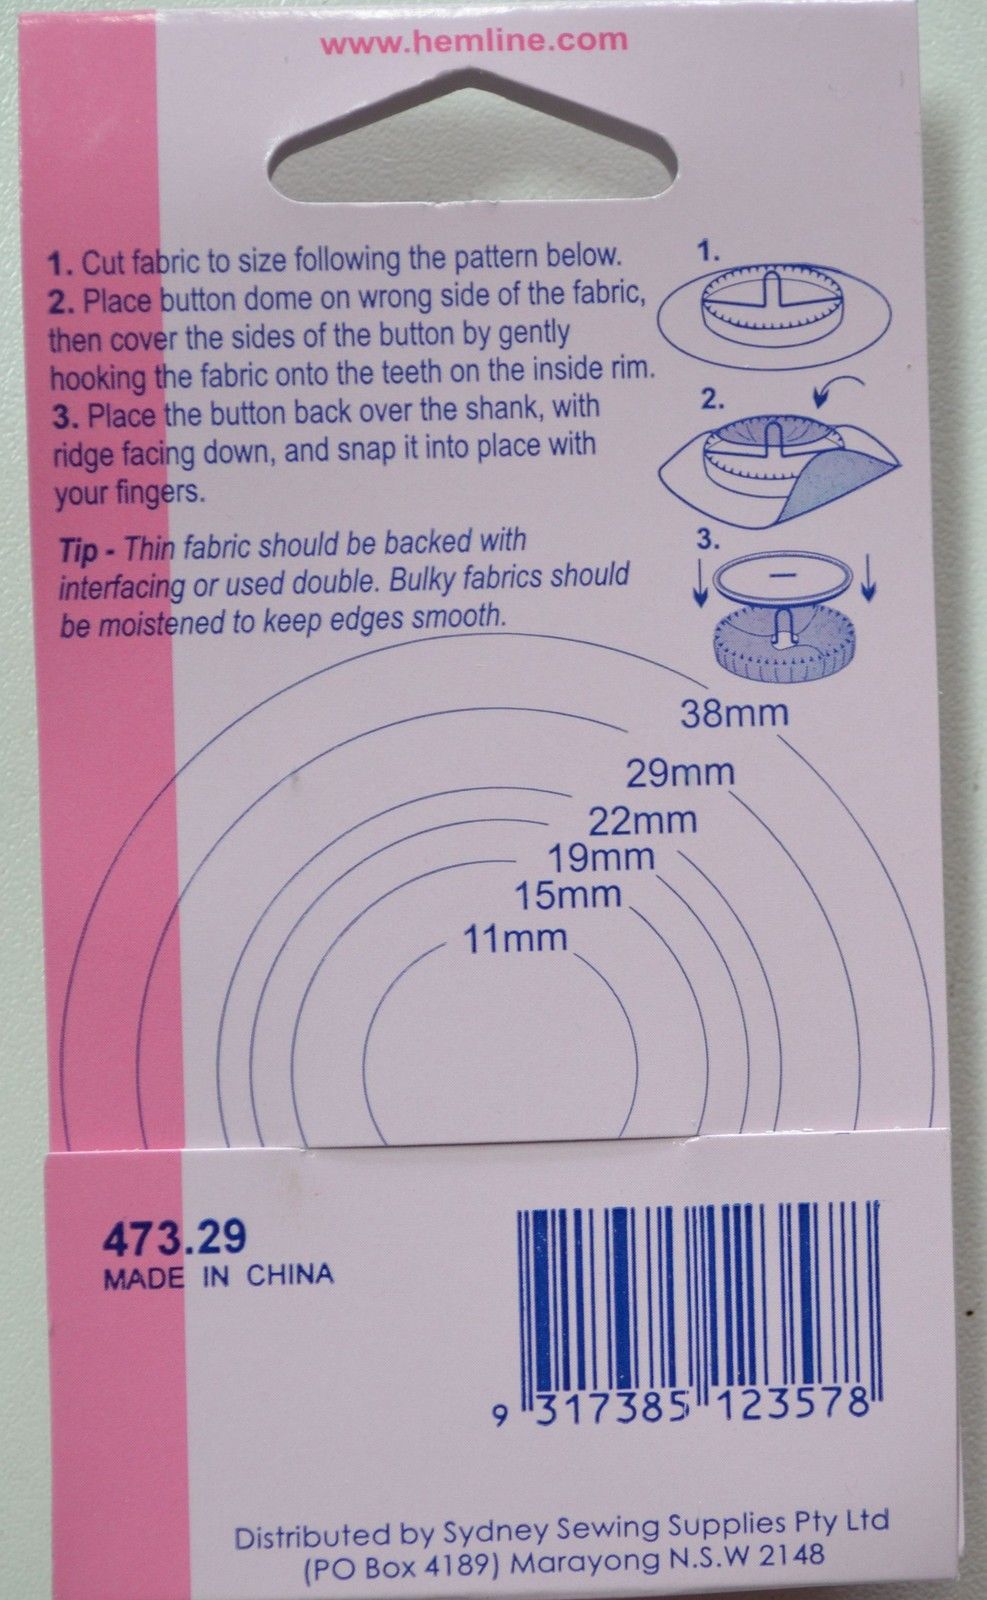 www.hemline.com
1. Cut fabric to size following the pattern below.
2. Place button dome on wrong side of the fabric,
then cover the sides of the button by gently
hooking the fabric onto the teeth on the inside rim.
3. Place the button back over the shank, with
ridge facing down, and snap it into place with
your fingers.
Tip - Thin fabric should be backed with
interfacing or used double. Bulky fabrics should
be moistened to keep edges smooth.
1.
2.
3.
38mm
29mm
22mm
19mm
15mm
11mm
473.29
MADE IN CHINA
9 317385 123578
Distributed by Sydney Sewing Supplies Pty Ltd
(PO Box 4189) Marayong N.S.W 2148